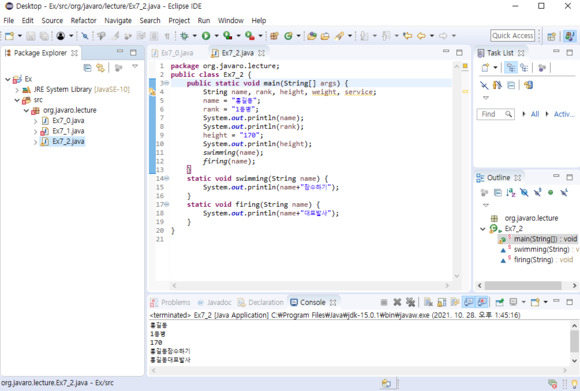 Desktop - Ex/src/org/javaro/lecture/Ex7_2.java - Eclipse IDE
File Edit Source Refactor Navigate Search Project Run Window Help
Quick Access
Package Explorer
Ex
JRE System Library [JavaSE-10]
src
org.javaro.lecture
Ex7_0.java
Ex7_1.java
Ex7_2.java
Ex7_0.java Ex7_2.java
1 package org.javaro.lecture;
2 public class Ex7_2 {
3 public static void main(String[] args) {
4 String name, rank, height, weight, service;
5 name = "홍길동";
6 rank = "1등병";
7 System.out.println(name);
8 System.out.println(rank);
9 height = "170";
10 System.out.println(height);
11 swimming(name);
12 firing(name);
13 }
14 static void swimming(String name) {
15 System.out.println(name+"잠수하기");
16 }
17 static void firing(String name) {
18 System.out.println(name+"대포발사");
19 }
20 }
21
Task List
Find All Activ...
Outline
org.javaro.lecture
Ex7_2
main(String[]) : void
swimming(String) : v
firing(String) : void
Problems Javadoc Declaration Console
<terminated> Ex7_2 [Java Application] C:₩Program Files₩Java₩jdk-15.0.1₩bin₩javaw.exe (2021. 10. 28. 오후 1:45:16)
홍길동
1등병
170
홍길동잠수하기
홍길동대포발사
org.javaro.lecture.Ex7_2.java - Ex/src